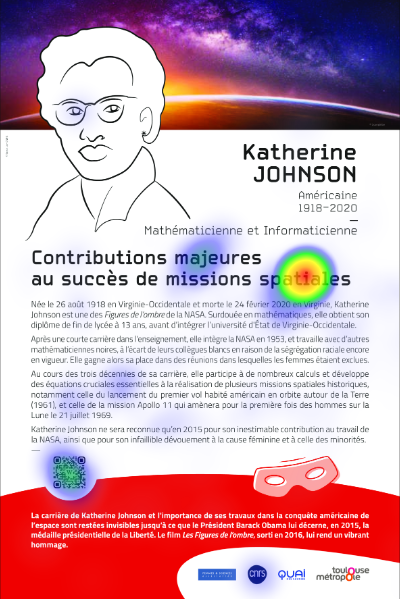 Katherine
JOHNSON
Américaine
1918-2020
Mathématicienne et Informaticienne
Contributions majeures
au succès de missions spatiales
Née le 26 août 1918 en Virginie-Occidentale et morte le 24 février 2020 en Virginie, Katherine
Johnson est une des Figures de l'ombre de la NASA. Surdouée en mathématiques, elle obtient son
diplôme de fin de lycée à 13 ans, avant d'intégrer l'université d'État de Virginie-Occidentale.
Après une courte carrière dans l'enseignement, elle intègre la NASA en 1953, et travaille avec d'autres
mathématiciennes noires, à l'écart de leurs collègues blancs en raison de la ségrégation raciale encore
en vigueur. Elle gagne alors sa place dans des réunions dans lesquelles les femmes étaient exclues.
Au cours des trois décennies de sa carrière, elle participe à de nombreux calculs et développe
des équations cruciales essentielles à la réalisation de plusieurs missions spatiales historiques,
notamment celle du lancement du premier vol habité américain en orbite autour de la Terre
(1961), et celle de la mission Apollo 11 qui amènera pour la première fois des hommes sur la
Lune le 21 juillet 1969.
Katherine Johnson ne sera reconnue qu'en 2015 pour son inestimable contribution au travail de
la NASA, ainsi que pour son infaillible dévouement à la cause féminine et à celle des minorités.
La carrière de Katherine Johnson et l'importance de ses travaux dans la conquête américaine de
l'espace sont restées invisibles jusqu'à ce que le Président Barack Obama lui décerne, en 2015, la
médaille présidentielle de la Liberté. Le film Les Figures de l'ombre, sorti en 2016, lui rend un vibrant
hommage.
cnrs
QUAI
toulouse
métropole